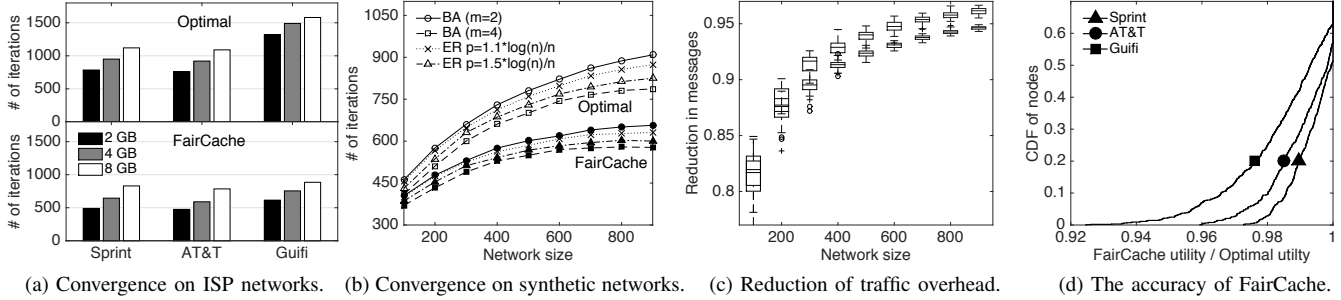 # of iterations
1500
1000
500
0
Optimal
# of iterations
1500
1000
500
0
FairCache
2 GB
4 GB
8 GB
Sprint AT&T Guifi
(a) Convergence on ISP networks.
# of iterations
1050
900
750
600
450
300
BA (m=2)
BA (m=4)
ER p=1.1*log(n)/n
ER p=1.5*log(n)/n
Optimal
FairCache
200 400 600 800
Network size
(b) Convergence on synthetic networks.
Reduction in messages
0.95
0.9
0.85
0.8
200 400 600 800
Network size
(c) Reduction of traffic overhead.
CDF of nodes
0.6
0.5
0.4
0.3
0.2
0.1
0
Sprint
AT&T
Guifi
0.92 0.94 0.96 0.98 1
FairCache utility / Optimal utilty
(d) The accuracy of FairCache.